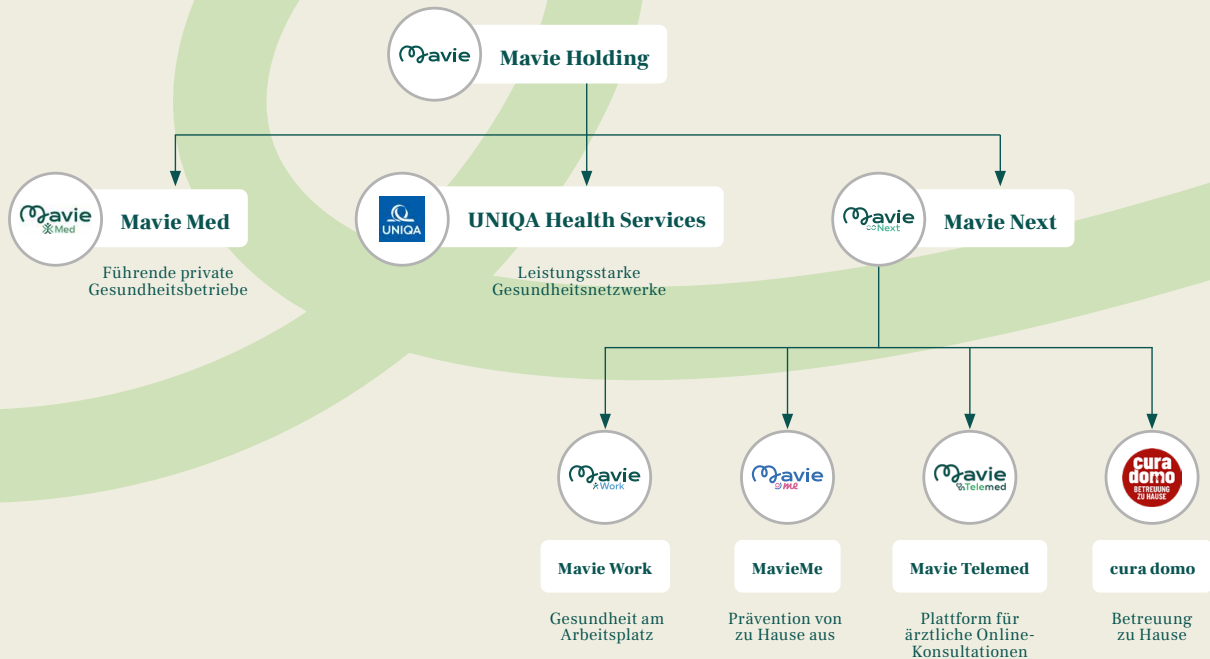 mavie
Mavie Holding
mavie
Med
Mavie Med
Führende private
Gesundheitsbetriebe
UNIQA
UNIQA Health Services
Leistungsstarke
Gesundheitsnetzwerke
mavie
Next
Mavie Next
mavie
Work
Mavie Work
Gesundheit am
Arbeitsplatz
mavie
me
MavieMe
Prävention von
zu Hause aus
mavie
Telemed
Mavie Telemed
Plattform für
ärztliche Online-
Konsultationen
cura
domo
BETREUUNG
ZU HAUSE
cura domo
Betreuung
zu Hause